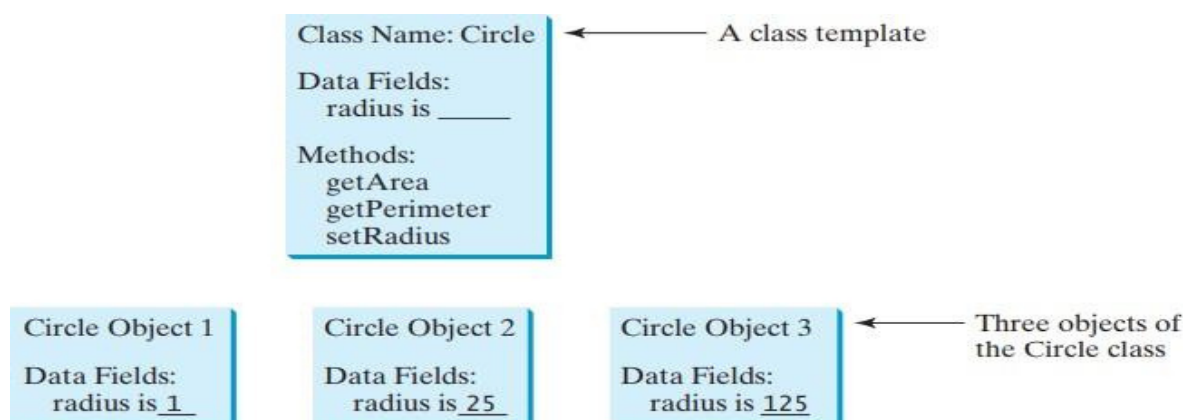 Class Name: Circle
A class template
Data Fields:
radius is _____
Methods:
getArea
getPerimeter
setRadius
Circle Object 1
Data Fields:
radius is 1
Circle Object 2
Data Fields:
radius is 25
Circle Object 3
Data Fields:
radius is 125
Three objects of
the Circle class